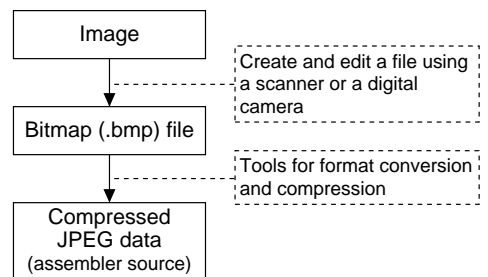 Image
Create and edit a file using
a scanner or a digital
camera
Bitmap (.bmp) file
Tools for format conversion
and compression
Compressed
JPEG data
(assembler source)